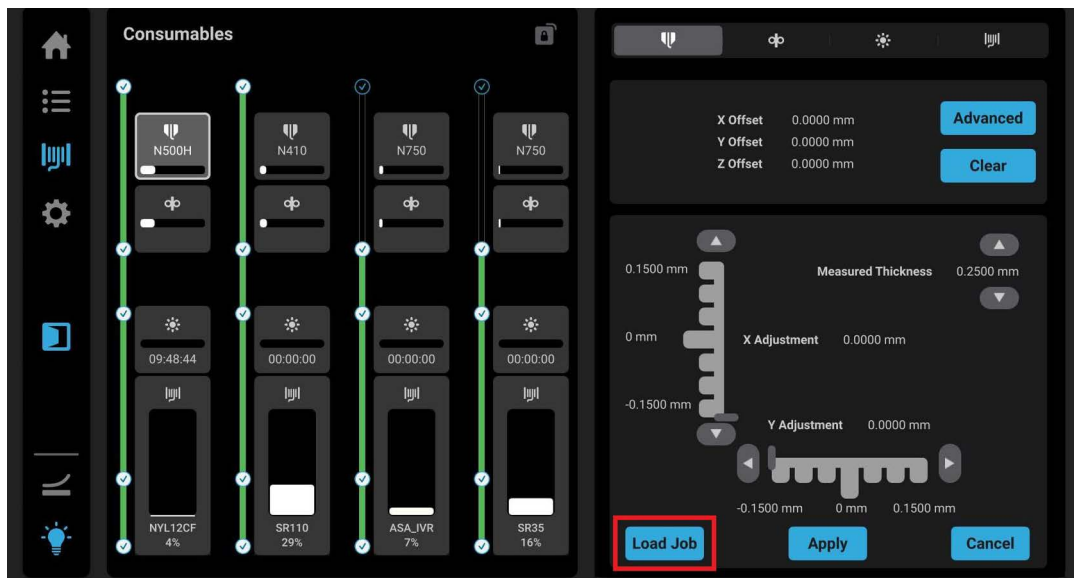 Consumables
N500H
N410
N750
N750
09:48:44
00:00:00
00:00:00
00:00:00
NYL12CF
4%
SR110
29%
ASA_IVR
7%
SR35
16%
X Offset 0.0000 mm
Y Offset 0.0000 mm
Z Offset 0.0000 mm
Advanced
Clear
0.1500 mm
0 mm
-0.1500 mm
Measured Thickness 0.2500 mm
X Adjustment 0.0000 mm
Y Adjustment 0.0000 mm
-0.1500 mm 0 mm 0.1500 mm
Load Job
Apply
Cancel